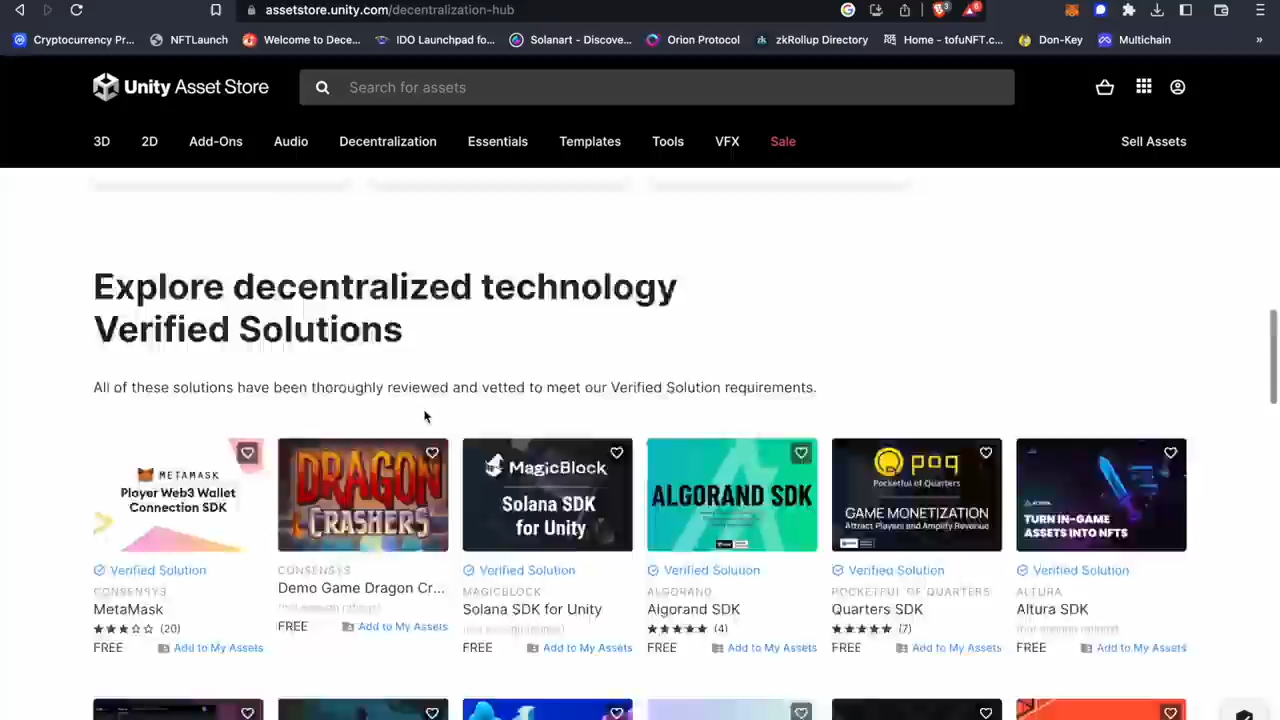 assetstore.unity.com/decentralization-hub
3
6
Cryptocurrency Pr...
NFTLaunch
Welcome to Dece...
IDO Launchpad fo...
Solanart - Discove...
Orion Protocol
zkRollup Directory
Home - tofuNFT.c...
Don-Key
Multichain
»
Unity Asset Store
Search for assets
3D
2D
Add-Ons
Audio
Decentralization
Essentials
Templates
Tools
VFX
Sale
Sell Assets
Explore decentralized technology
Verified Solutions
All of these solutions have been thoroughly reviewed and vetted to meet our Verified Solution requirements.
METAMASK
Player Web3 Wallet
Connection SDK
Verified Solution
CONSENSYS
MetaMask
(20)
FREE
Add to My Assets
DRAGON
CRASHERS
CONSENSYS
Demo Game Dragon Cr...
FREE
Add to My Assets
MagicBlock
Solana SDK
for Unity
Verified Solution
MAGICBLOCK
Solana SDK for Unity
FREE
Add to My Assets
ALGORAND SDK
Verified Solution
ALGORAND
Algorand SDK
(4)
FREE
Add to My Assets
poq
Pocketful of Quarters
GAME MONETIZATION
Attract Players and Amplify Revenue
Verified Solution
POCKETFUL OF QUARTERS
Quarters SDK
(7)
FREE
Add to My Assets
TURN IN-GAME
ASSETS INTO NFTS
Verified Solution
ALTURA
Altura SDK
FREE
Add to My Assets